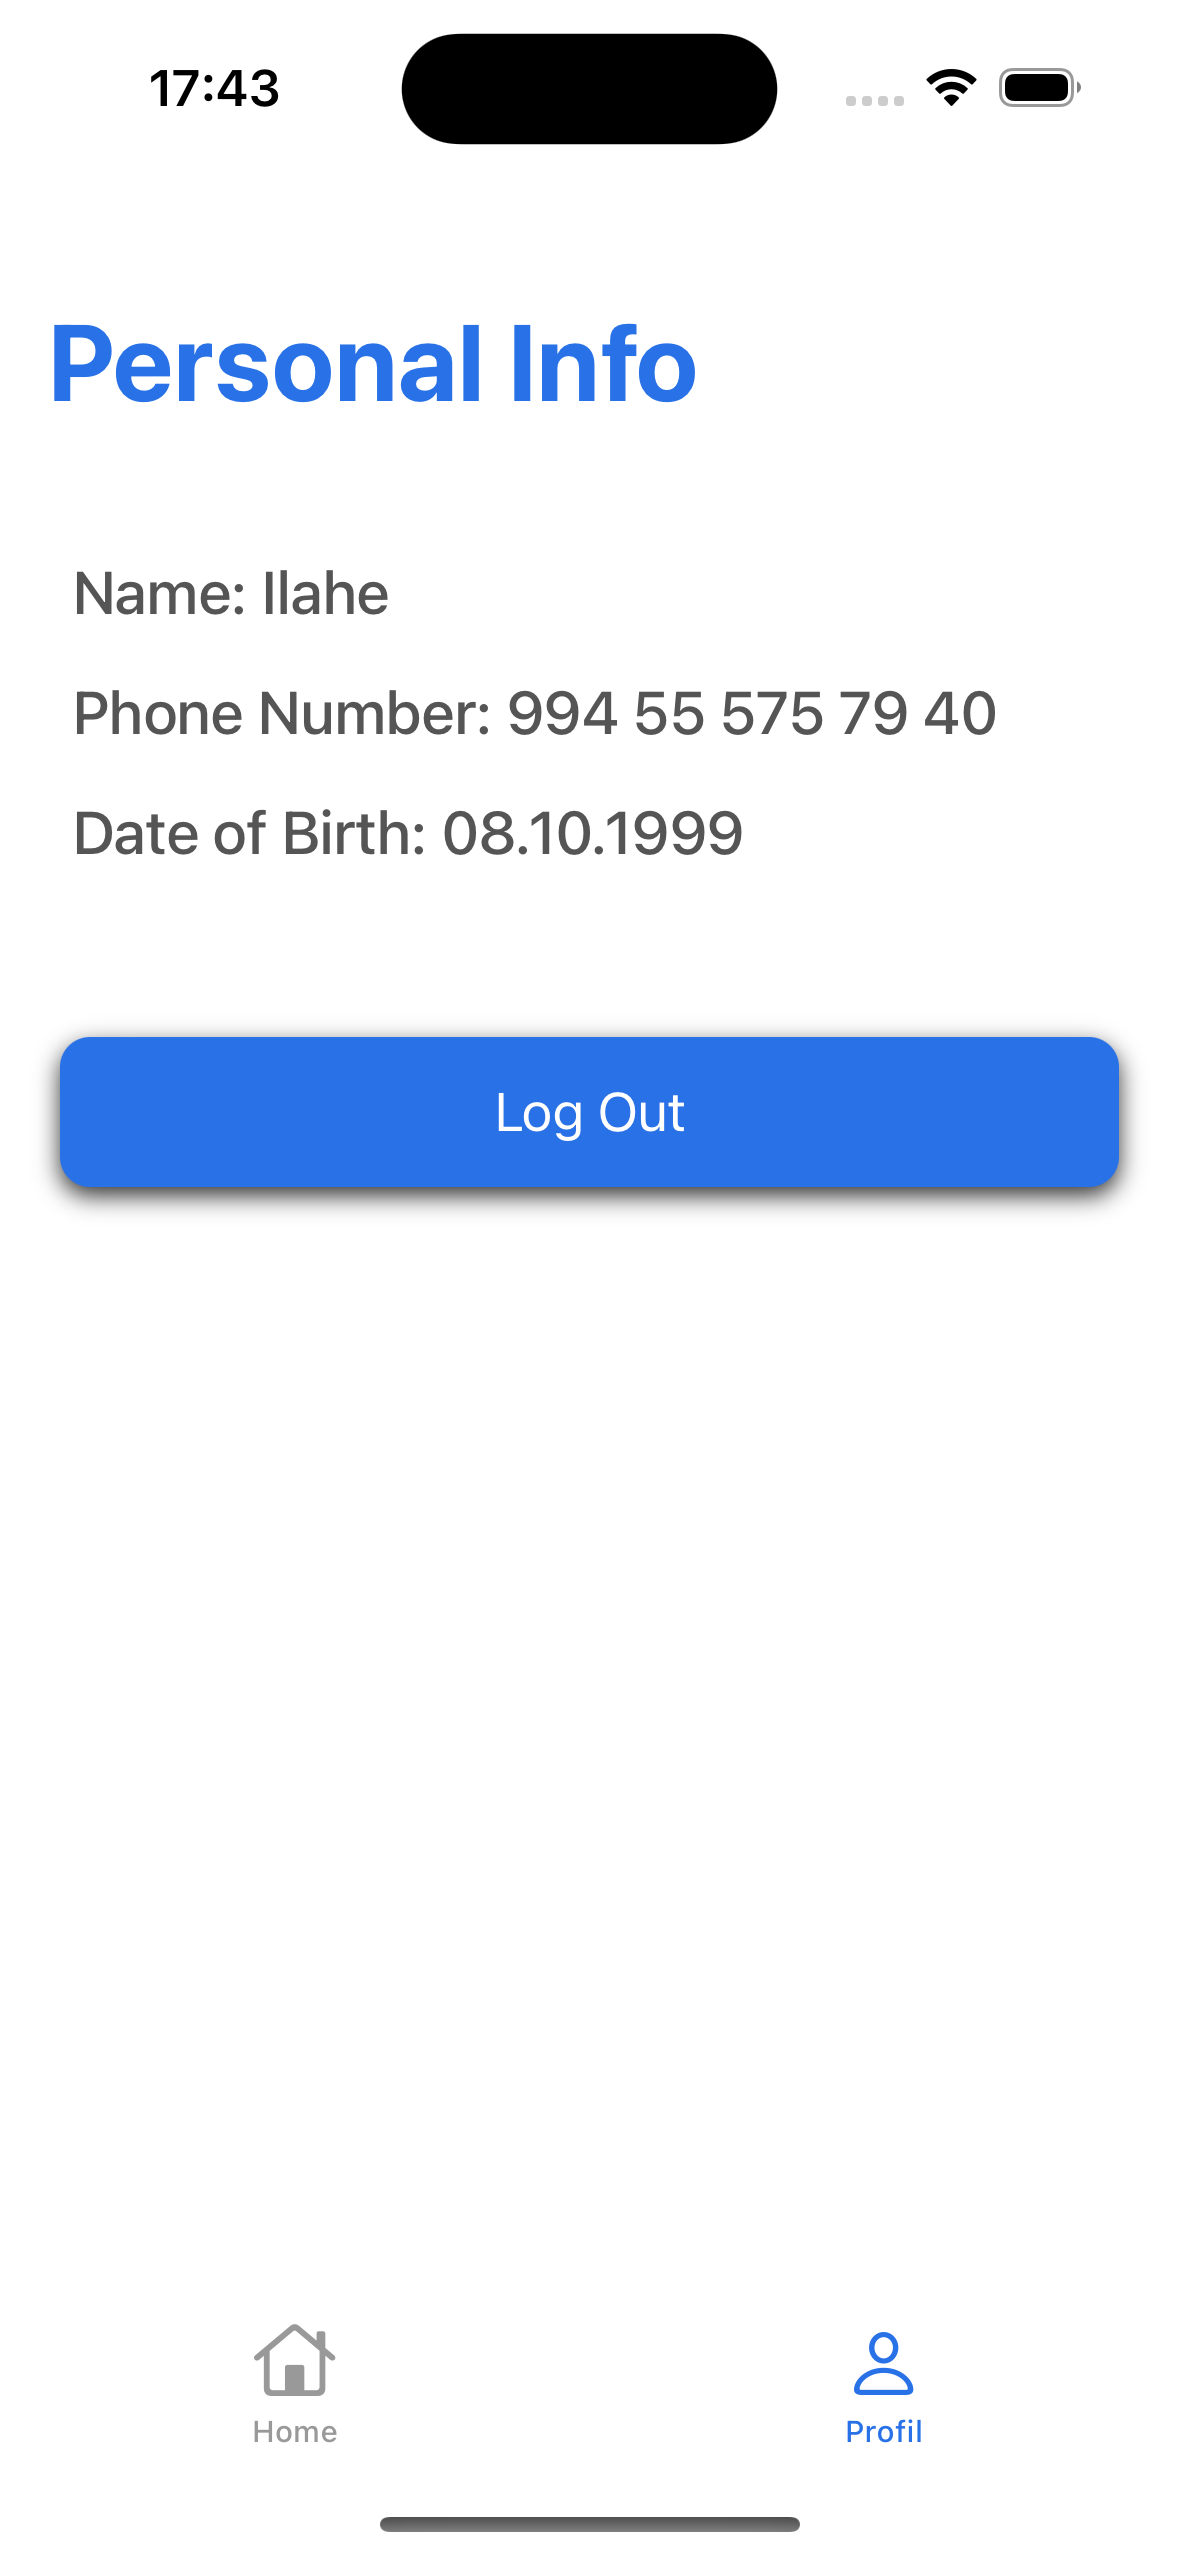 17:43
Personal Info
Name: Ilahe
Phone Number: 994 55 575 79 40
Date of Birth: 08.10.1999
Log Out
Home
Profil